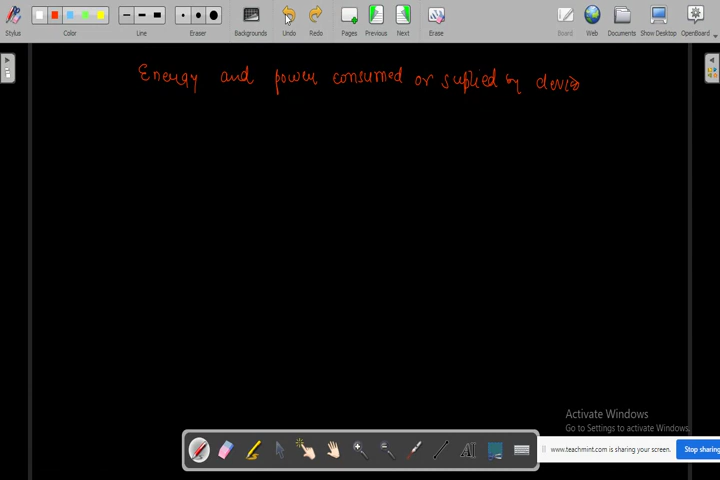 Stylus Color Line Eraser Backgrounds Undo Redo Pages Previous Next Erase Board Web Documents Show Desktop OpenBoard
Energy and power consumed or suplied by device
Activate Windows
Go to Settings to activate Windows.
www.teachmint.com is sharing your screen. Stop sharing